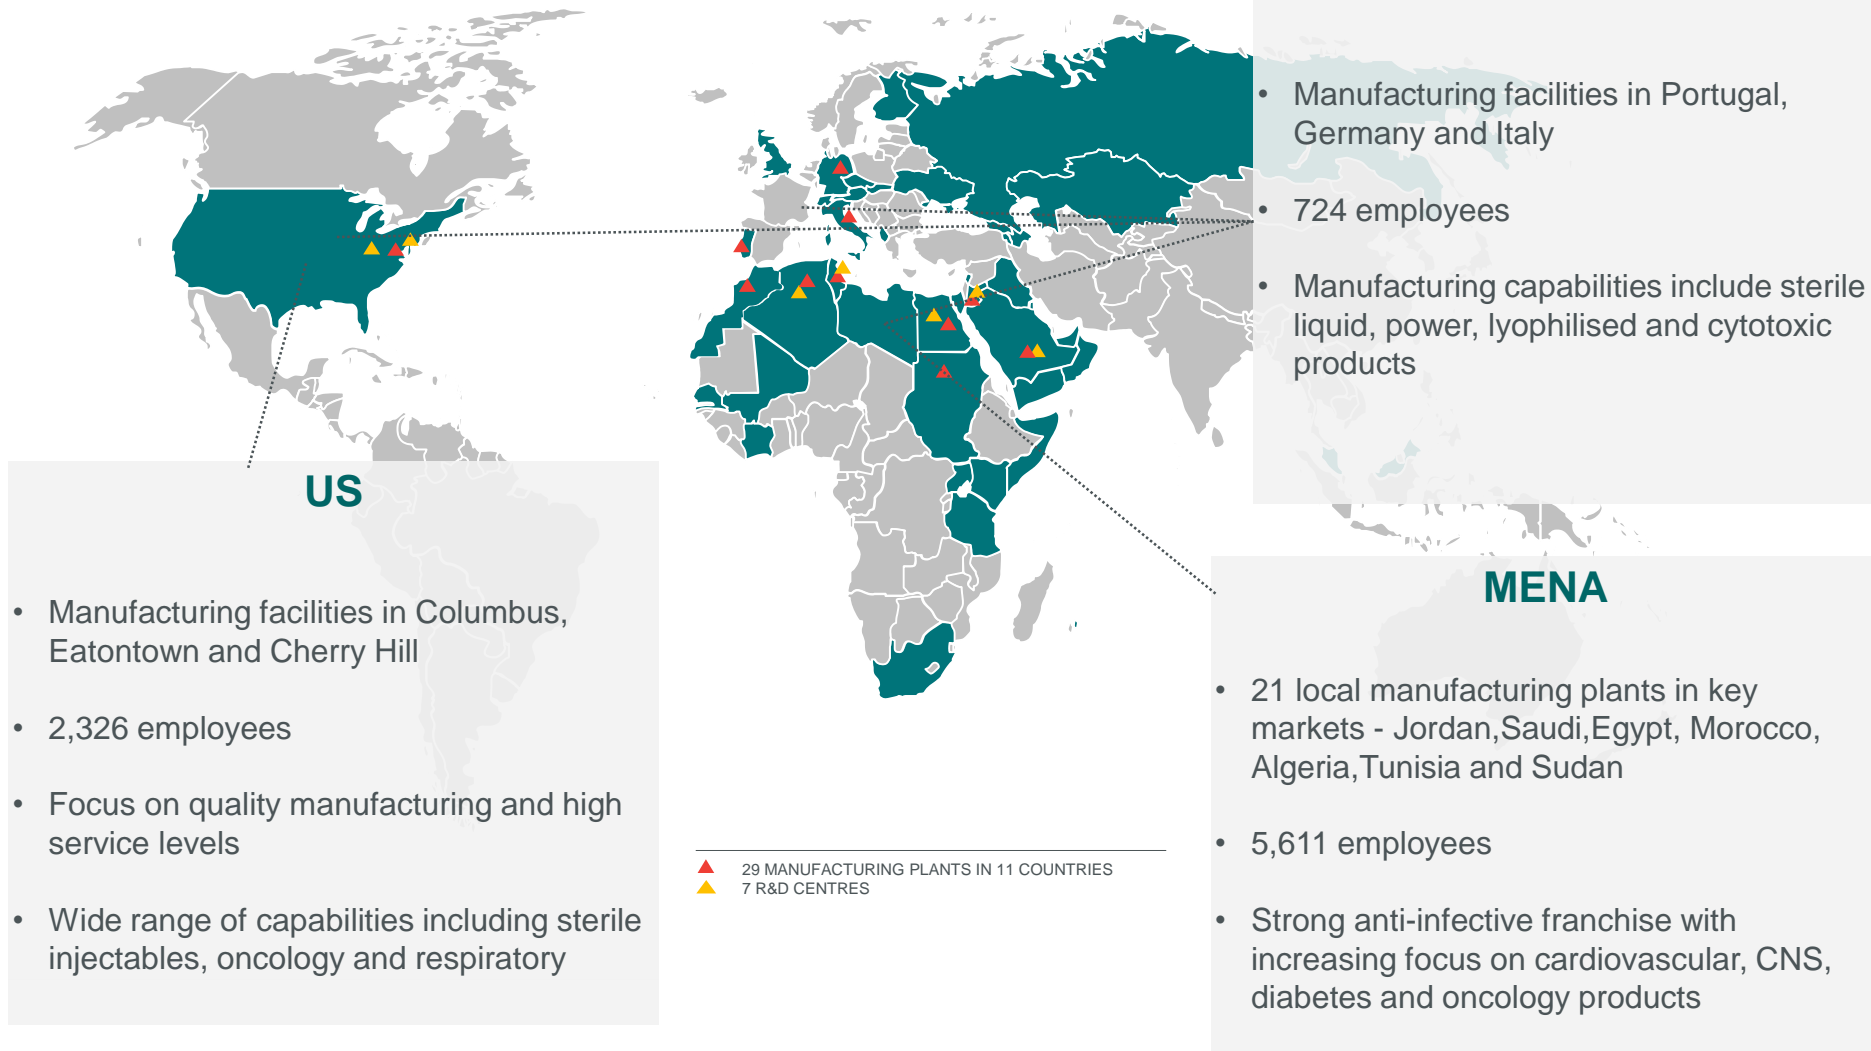 • Manufacturing facilities in Portugal,
Germany and Italy
• 724 employees
• Manufacturing capabilities include sterile
liquid, power, lyophilised and cytotoxic
products
US
• Manufacturing facilities in Columbus,
Eatontown and Cherry Hill
• 2,326 employees
• Focus on quality manufacturing and high
service levels
• Wide range of capabilities including sterile
injectables, oncology and respiratory
29 MANUFACTURING PLANTS IN 11 COUNTRIES
7 R&D CENTRES
MENA
• 21 local manufacturing plants in key
markets - Jordan,Saudi,Egypt, Morocco,
Algeria,Tunisia and Sudan
• 5,611 employees
• Strong anti-infective franchise with
increasing focus on cardiovascular, CNS,
diabetes and oncology products